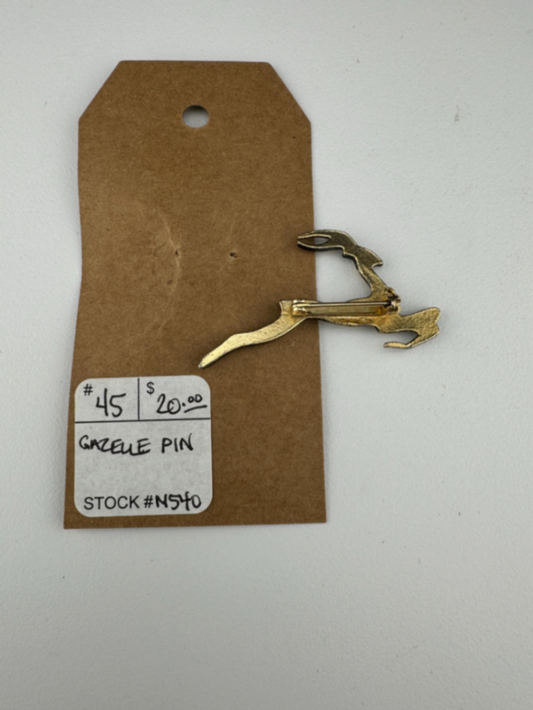 # 45 $ 20.00
GAZELLE PIN
STOCK #N540